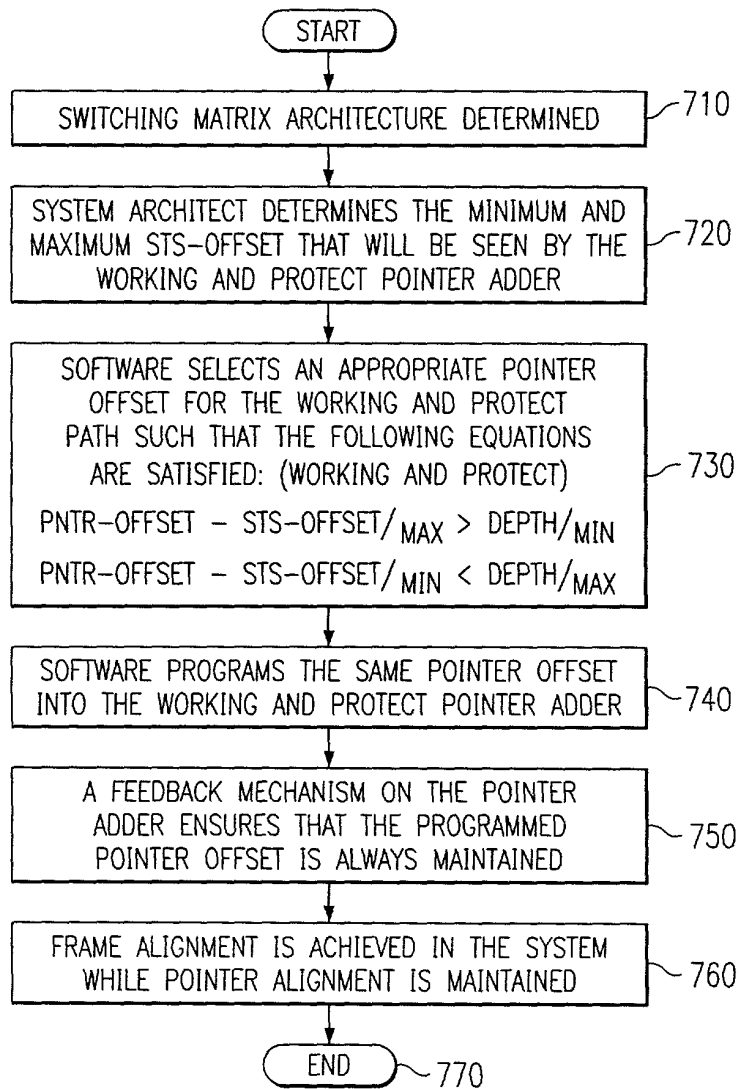 START
SWITCHING MATRIX ARCHITECTURE DETERMINED
710
SYSTEM ARCHITECT DETERMINES THE MINIMUM AND
MAXIMUM STS-OFFSET THAT WILL BE SEEN BY THE
WORKING AND PROTECT POINTER ADDER
720
SOFTWARE SELECTS AN APPROPRIATE POINTER
OFFSET FOR THE WORKING AND PROTECT
PATH SUCH THAT THE FOLLOWING EQUATIONS
ARE SATISFIED: (WORKING AND PROTECT)
PNTR-OFFSET - STS-OFFSET/MAX > DEPTH/MIN
PNTR-OFFSET - STS-OFFSET/MIN < DEPTH/MAX
730
SOFTWARE PROGRAMS THE SAME POINTER OFFSET
INTO THE WORKING AND PROTECT POINTER ADDER
740
A FEEDBACK MECHANISM ON THE POINTER
ADDER ENSURES THAT THE PROGRAMMED
POINTER OFFSET IS ALWAYS MAINTAINED
750
FRAME ALIGNMENT IS ACHIEVED IN THE SYSTEM
WHILE POINTER ALIGNMENT IS MAINTAINED
760
END
770